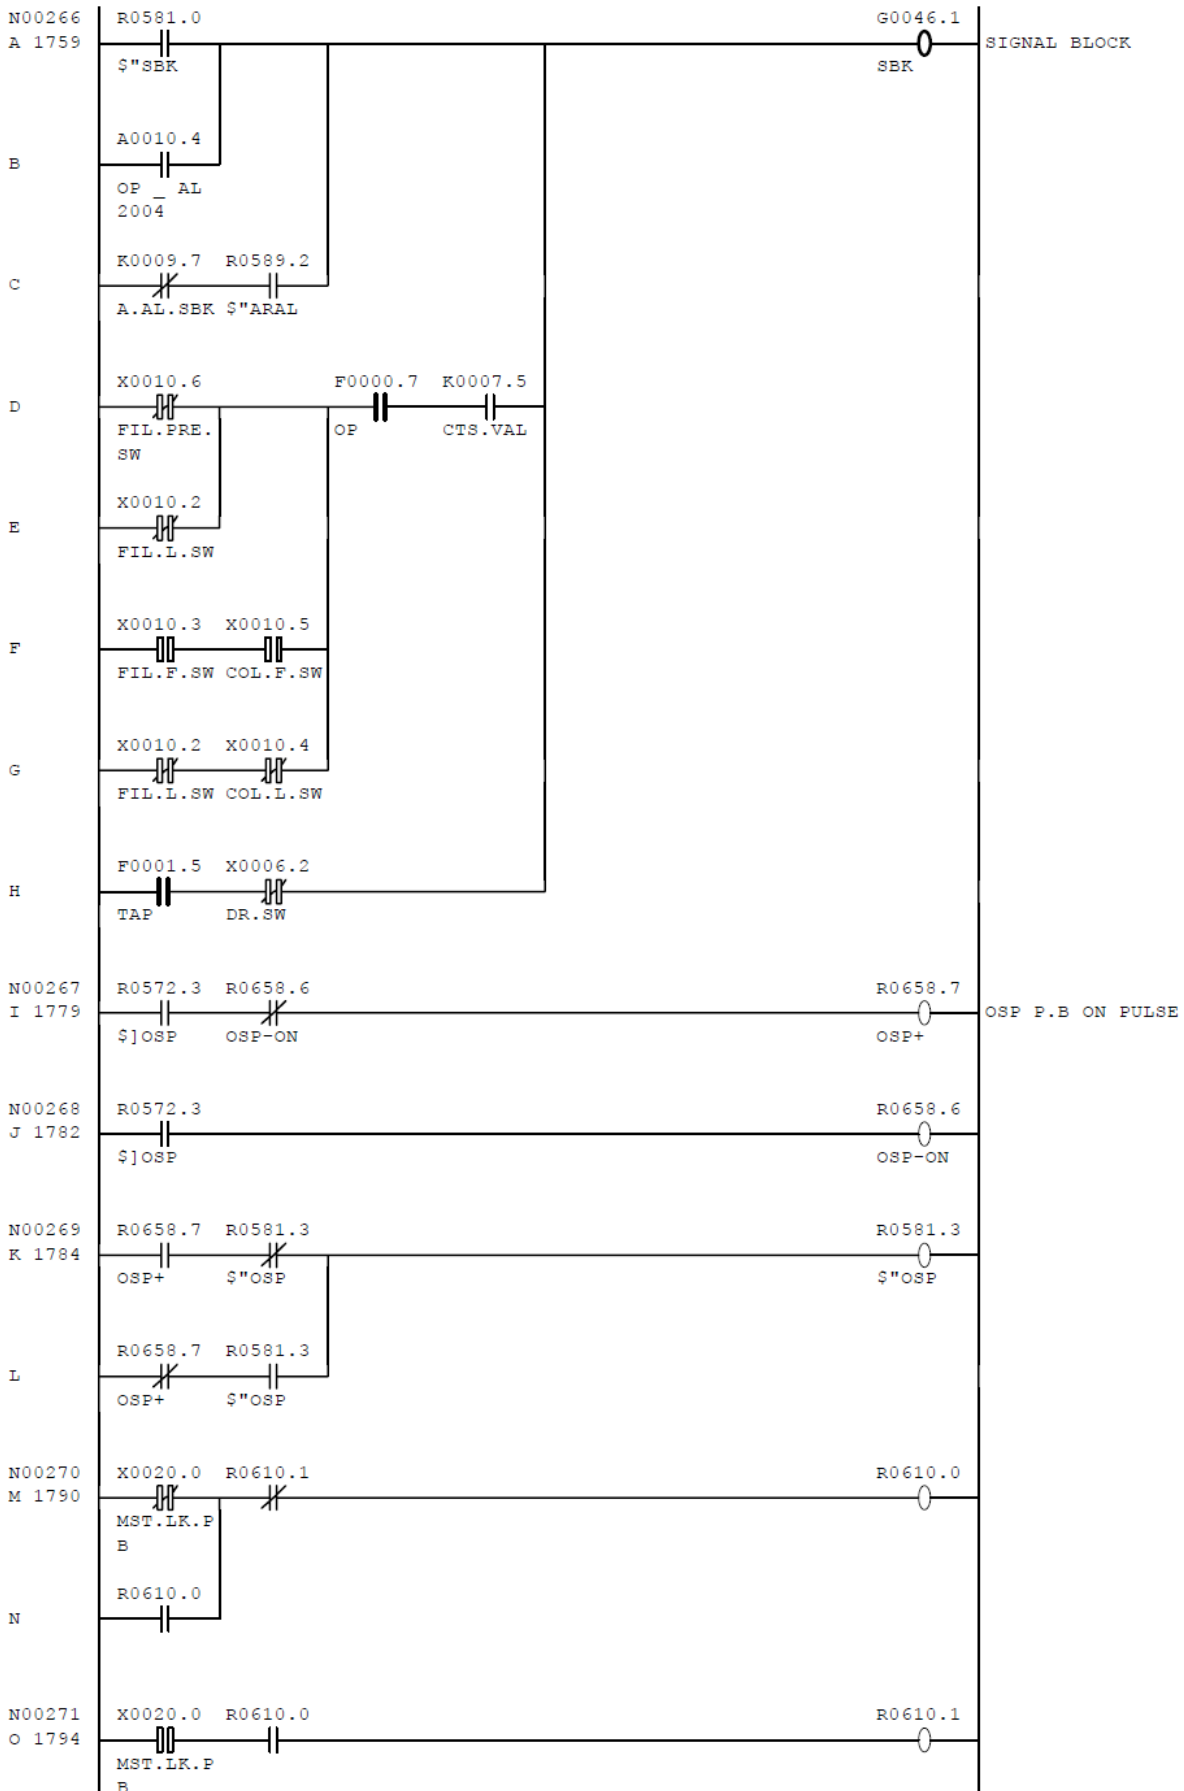 N00266 R0581.0 G0046.1
A 1759 SIGNAL BLOCK
$"SBK SBK
A0010.4
B
OP _ AL
2004
K0009.7 R0589.2
C
A.AL.SBK $"ARAL
X0010.6 F0000.7 K0007.5
D
FIL.PRE. OP CTS.VAL
SW
X0010.2
E
FIL.L.SW
X0010.3 X0010.5
F
FIL.F.SW COL.F.SW
X0010.2 X0010.4
G
FIL.L.SW COL.L.SW
F0001.5 X0006.2
H
TAP DR.SW
N00267 R0572.3 R0658.6 R0658.7
I 1779 OSP P.B ON PULSE
$]OSP OSP-ON OSP+
N00268 R0572.3 R0658.6
J 1782
$]OSP OSP-ON
N00269 R0658.7 R0581.3 R0581.3
K 1784
OSP+ $"OSP $"OSP
R0658.7 R0581.3
L
OSP+ $"OSP
N00270 X0020.0 R0610.1 R0610.0
M 1790
MST.LK.P
B
R0610.0
N
N00271 X0020.0 R0610.0 R0610.1
O 1794
MST.LK.P
B